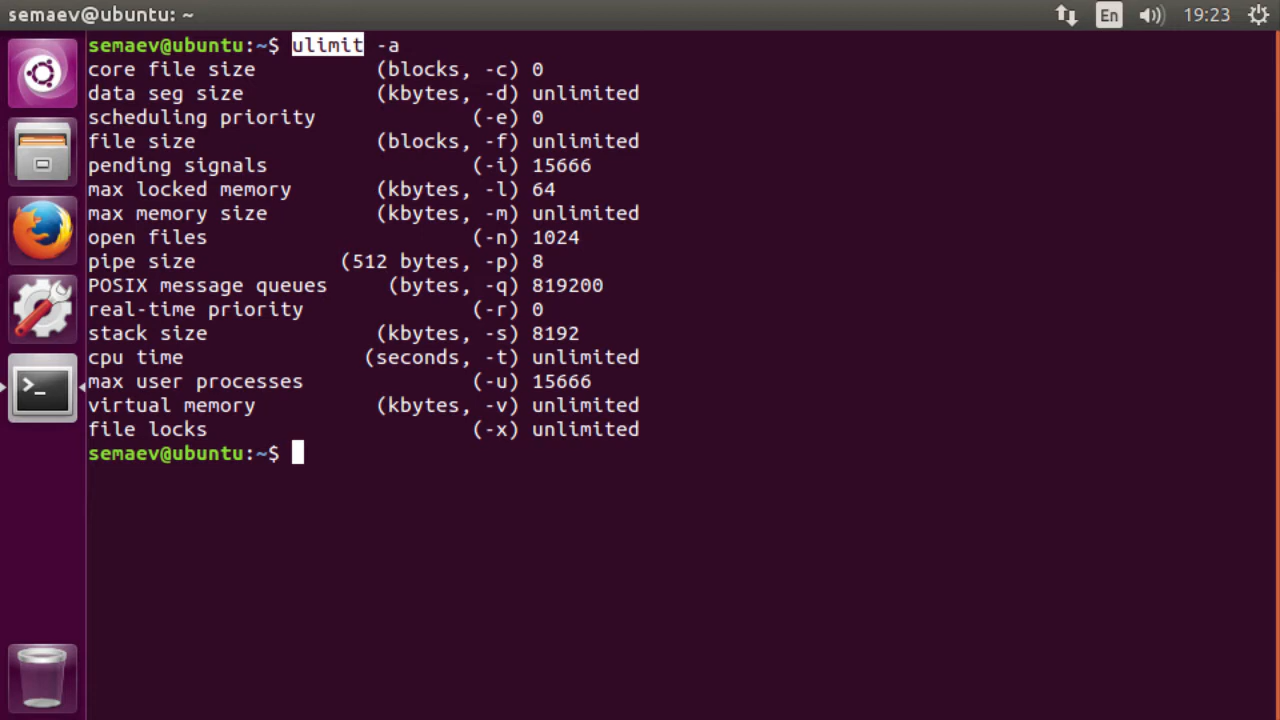 semaev@ubuntu: ~ En 19:23
semaev@ubuntu:~$ ulimit -a
core file size          (blocks, -c) 0
data seg size           (kbytes, -d) unlimited
scheduling priority             (-e) 0
file size               (blocks, -f) unlimited
pending signals                 (-i) 15666
max locked memory       (kbytes, -l) 64
max memory size         (kbytes, -m) unlimited
open files                      (-n) 1024
pipe size            (512 bytes, -p) 8
POSIX message queues     (bytes, -q) 819200
real-time priority              (-r) 0
stack size              (kbytes, -s) 8192
cpu time               (seconds, -t) unlimited
max user processes              (-u) 15666
virtual memory          (kbytes, -v) unlimited
file locks                      (-x) unlimited
semaev@ubuntu:~$